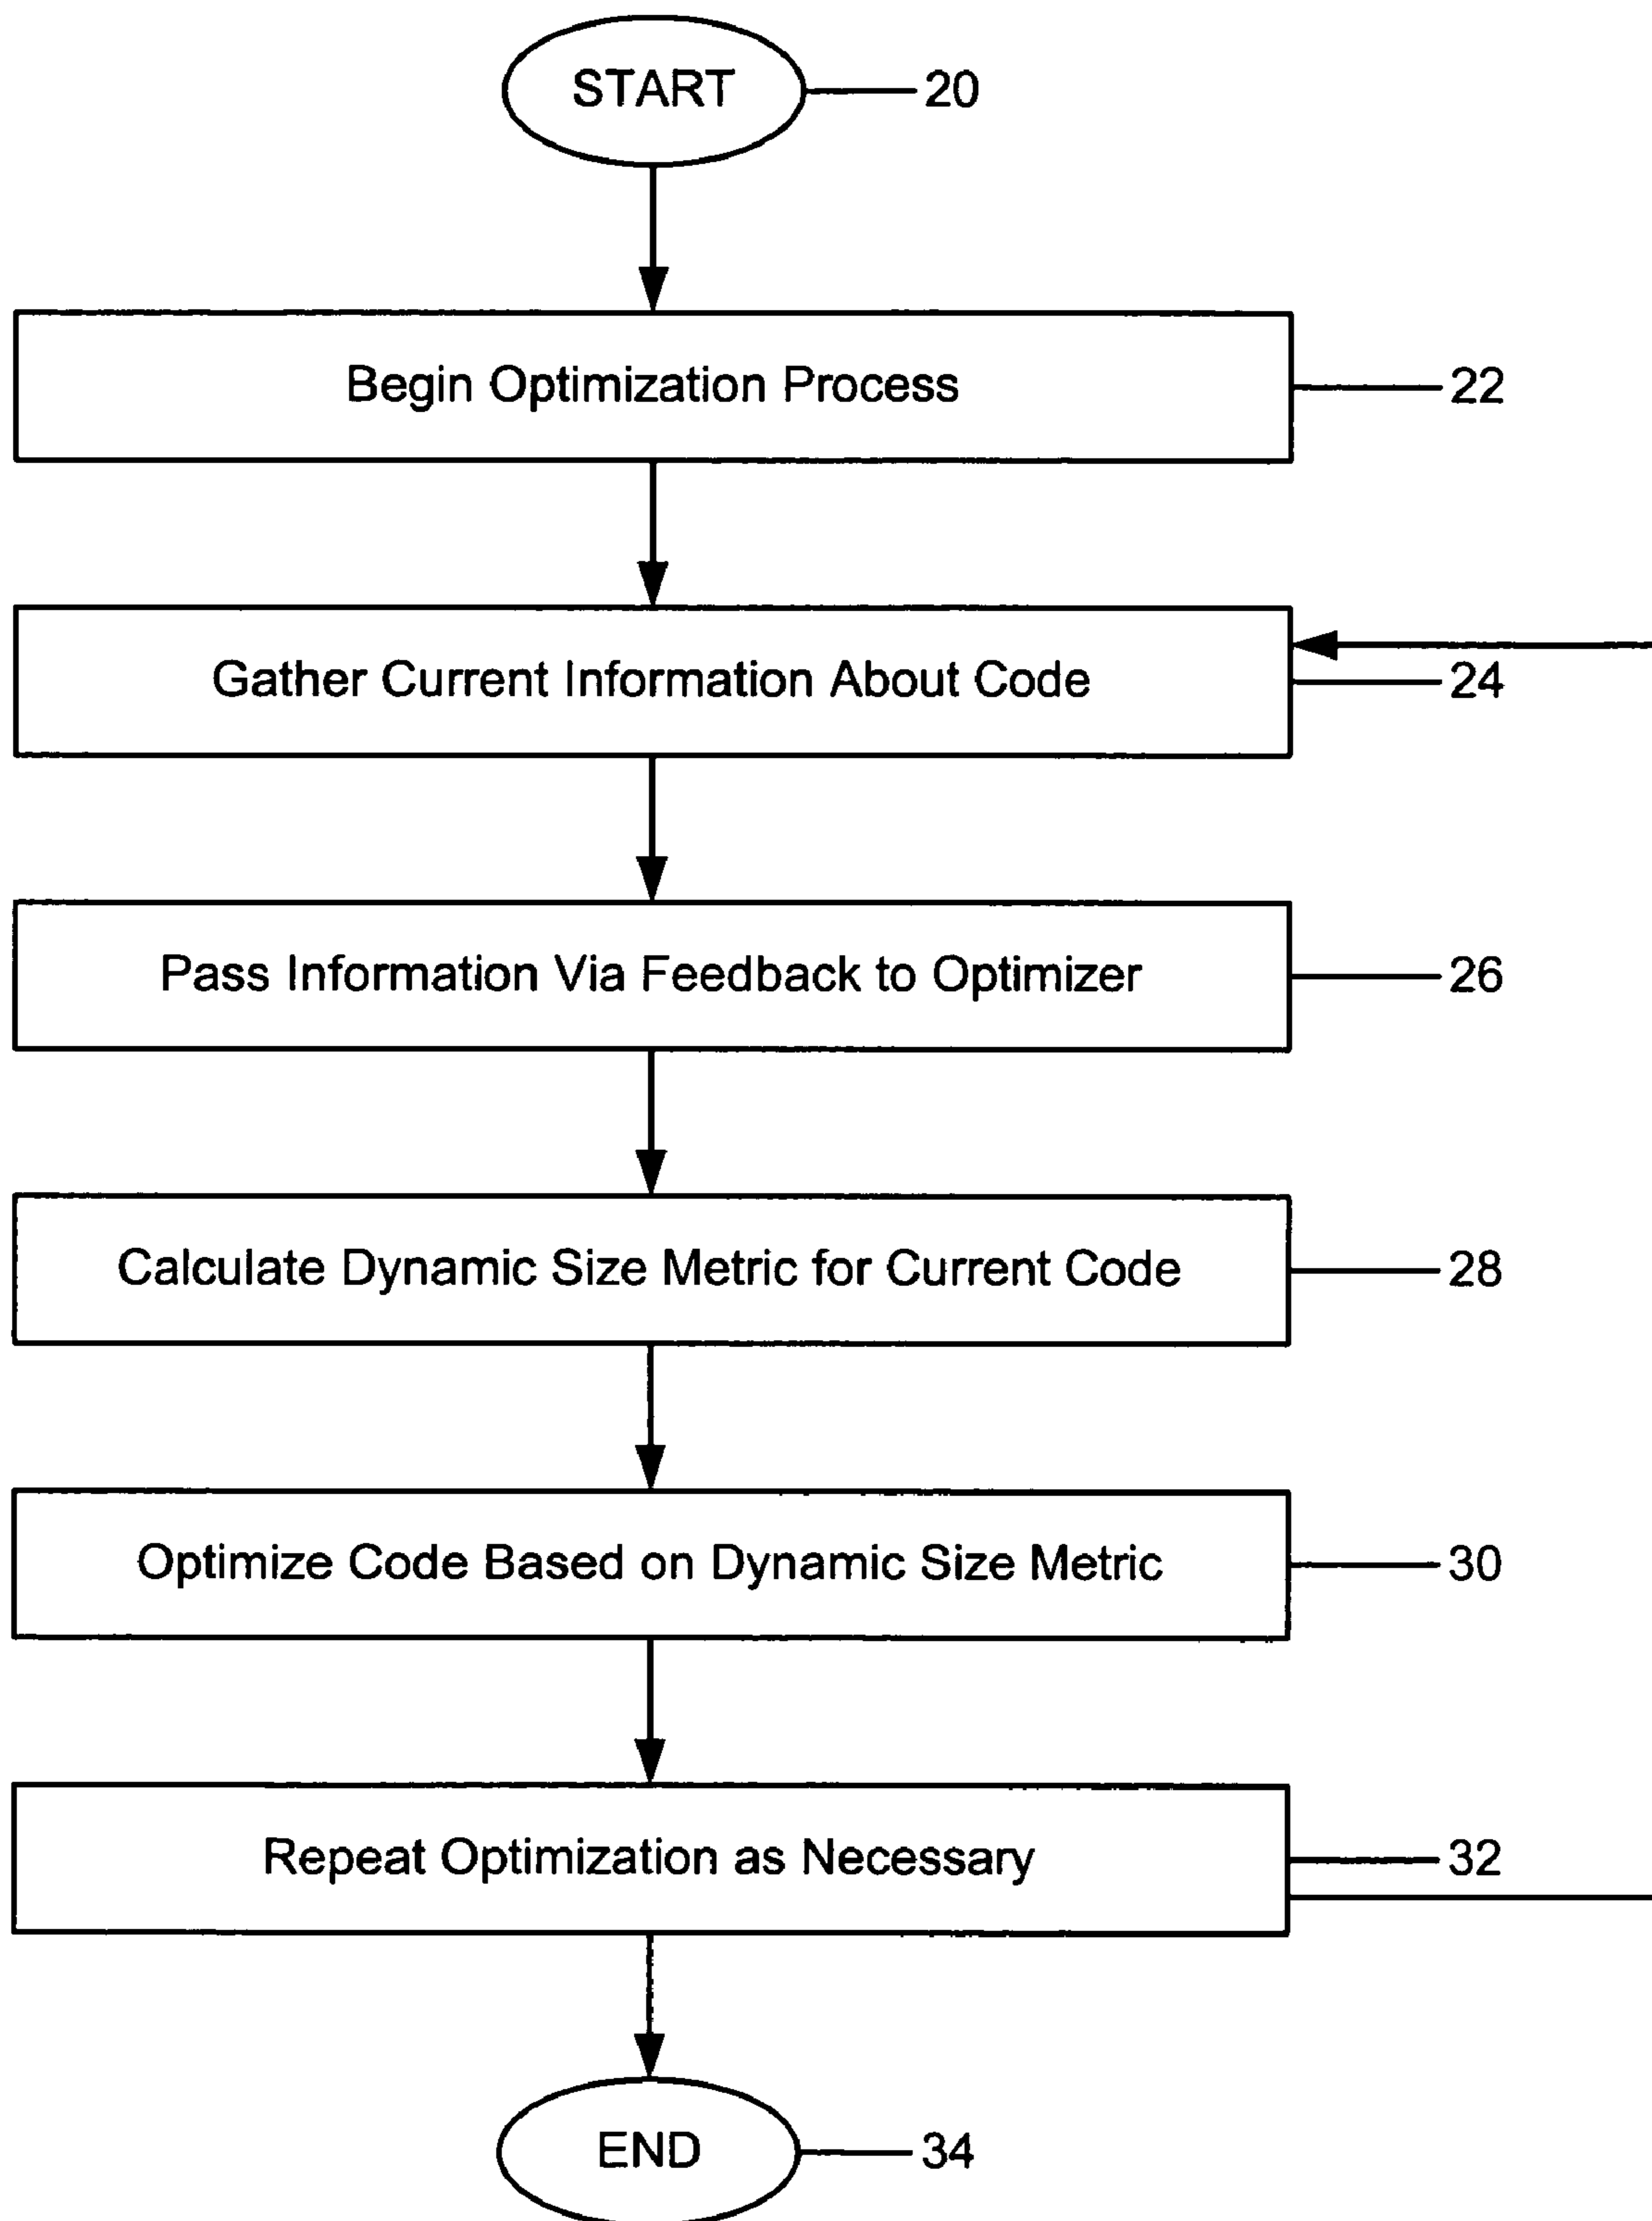 START
20
Begin Optimization Process
22
Gather Current Information About Code
24
Pass Information Via Feedback to Optimizer
26
Calculate Dynamic Size Metric for Current Code
28
Optimize Code Based on Dynamic Size Metric
30
Repeat Optimization as Necessary
32
END
34